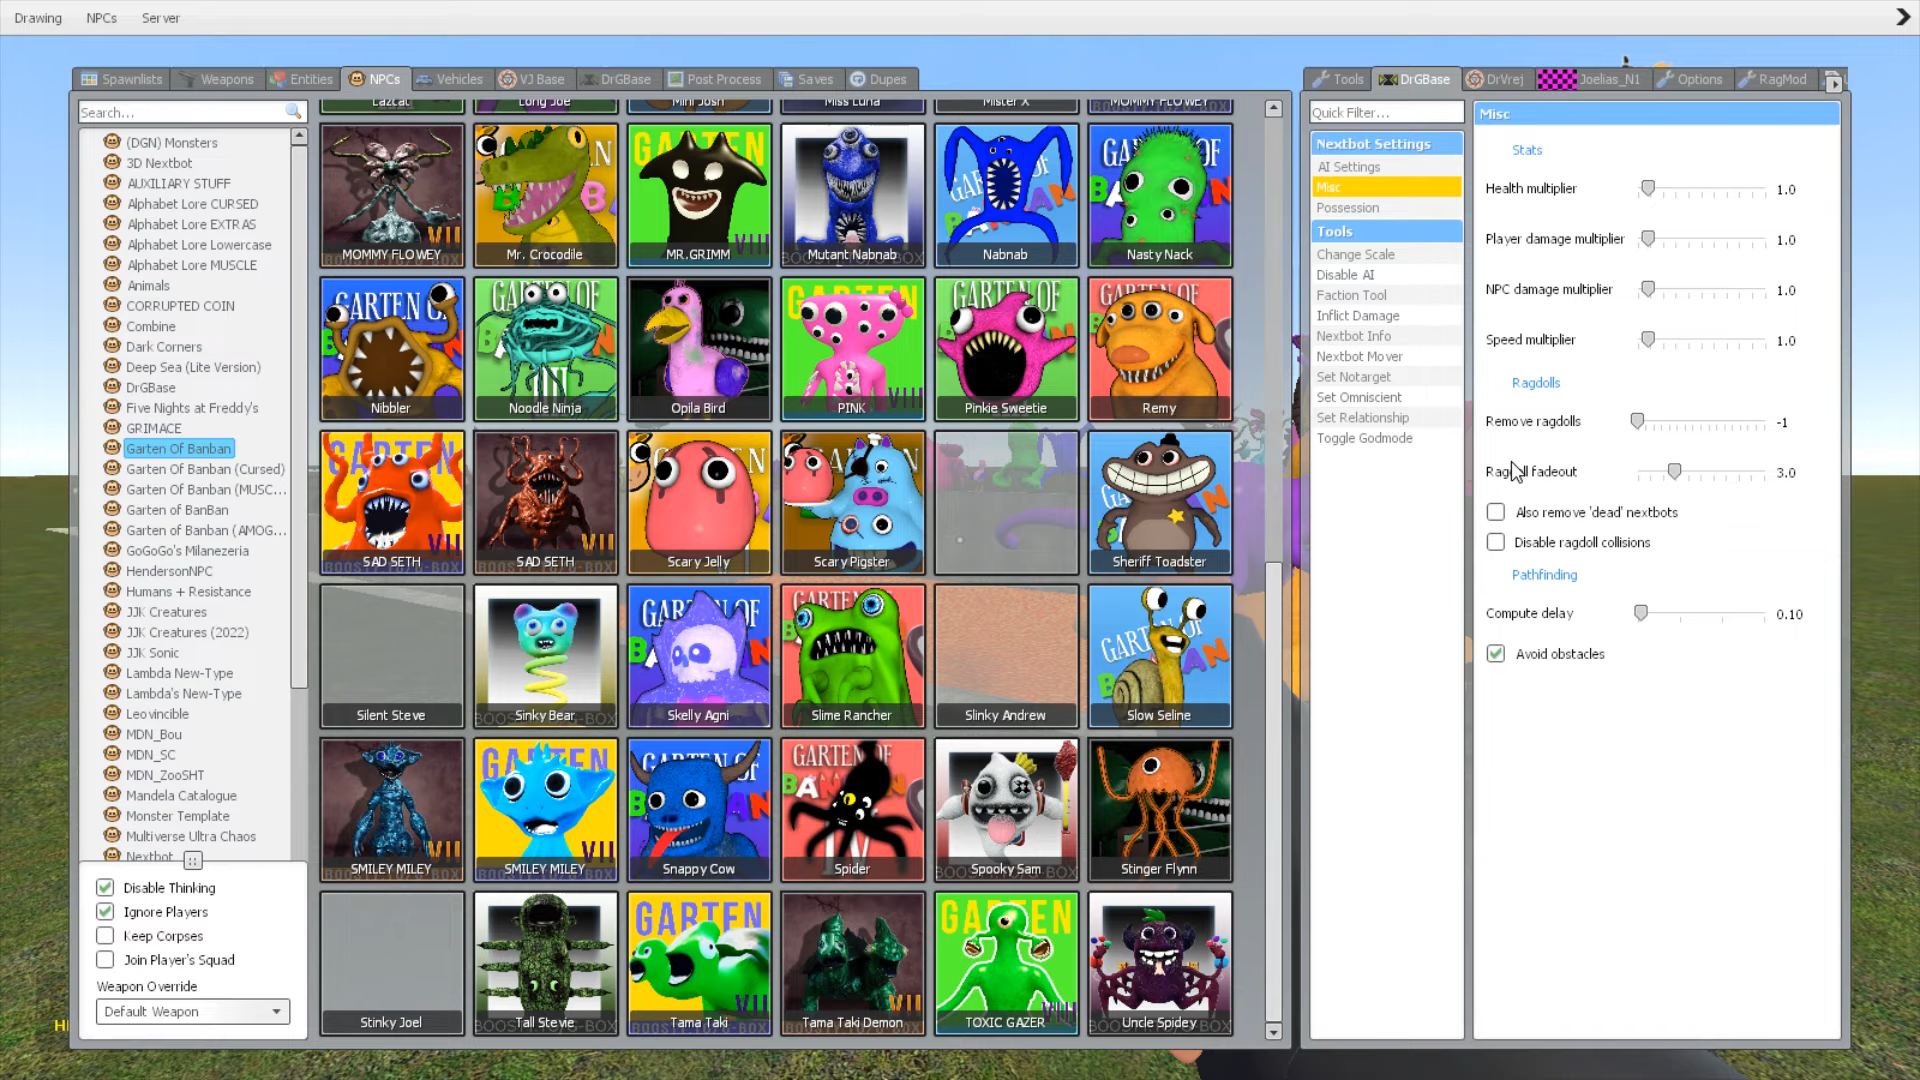 Drawing NPCs Server
Spawnlists Weapons Entities NPCs Vehicles VJ Base DrGBase Post Process Saves Dupes
Search...
(DGN) Monsters
3D Nextbot
AUXILIARY STUFF
Alphabet Lore CURSED
Alphabet Lore EXTRAS
Alphabet Lore Lowercase
Alphabet Lore MUSCLE
Animals
CORRUPTED COIN
Combine
Dark Corners
Deep Sea (Lite Version)
DrGBase
Five Nights at Freddy's
GRIMACE
Garten Of Banban
Garten Of Banban (Cursed)
Garten Of Banban (MUSC...
Garten of BanBan
Garten of Banban (AMOG...
GoGoGo's Milanezeria
HendersonNPC
Humans + Resistance
JJK Creatures
JJK Creatures (2022)
JJK Sonic
Lambda New-Type
Lambda's New-Type
Leovincible
MDN_Bou
MDN_SC
MDN_ZooSHT
Mandela Catalogue
Monster Template
Multiverse Ultra Chaos
Nextbot
Disable Thinking
Ignore Players
Keep Corpses
Join Player's Squad
Weapon Override
Default Weapon
Lazcat Long Joe Mini Josh Miss Luna Mister X MOMMY FLOWEY
MOMMY FLOWEY Mr. Crocodile MR.GRIMM Mutant Nabnab Nabnab Nasty Nack
Nibbler Noodle Ninja Opila Bird PINK Pinkie Sweetie Remy
SAD SETH SAD SETH Scary Jelly Scary Pigster Sheriff Toadster
Silent Steve Sinky Bear Skelly Agni Slime Rancher Slinky Andrew Slow Seline
SMILEY MILEY SMILEY MILEY Snappy Cow Spider Spooky Sam Stinger Flynn
Stinky Joel Tall Stevie Tama Taki Tama Taki Demon TOXIC GAZER Uncle Spidey
Tools DrGBase DrVrej Joelias_N1 Options RagMod
Quick Filter...
Nextbot Settings
AI Settings
Misc
Possession
Tools
Change Scale
Disable AI
Faction Tool
Inflict Damage
Nextbot Info
Nextbot Mover
Set Notarget
Set Omniscient
Set Relationship
Toggle Godmode
Misc
Stats
Health multiplier 1.0
Player damage multiplier 1.0
NPC damage multiplier 1.0
Speed multiplier 1.0
Ragdolls
Remove ragdolls -1
Ragdoll fadeout 3.0
Also remove 'dead' nextbots
Disable ragdoll collisions
Pathfinding
Compute delay 0.10
Avoid obstacles